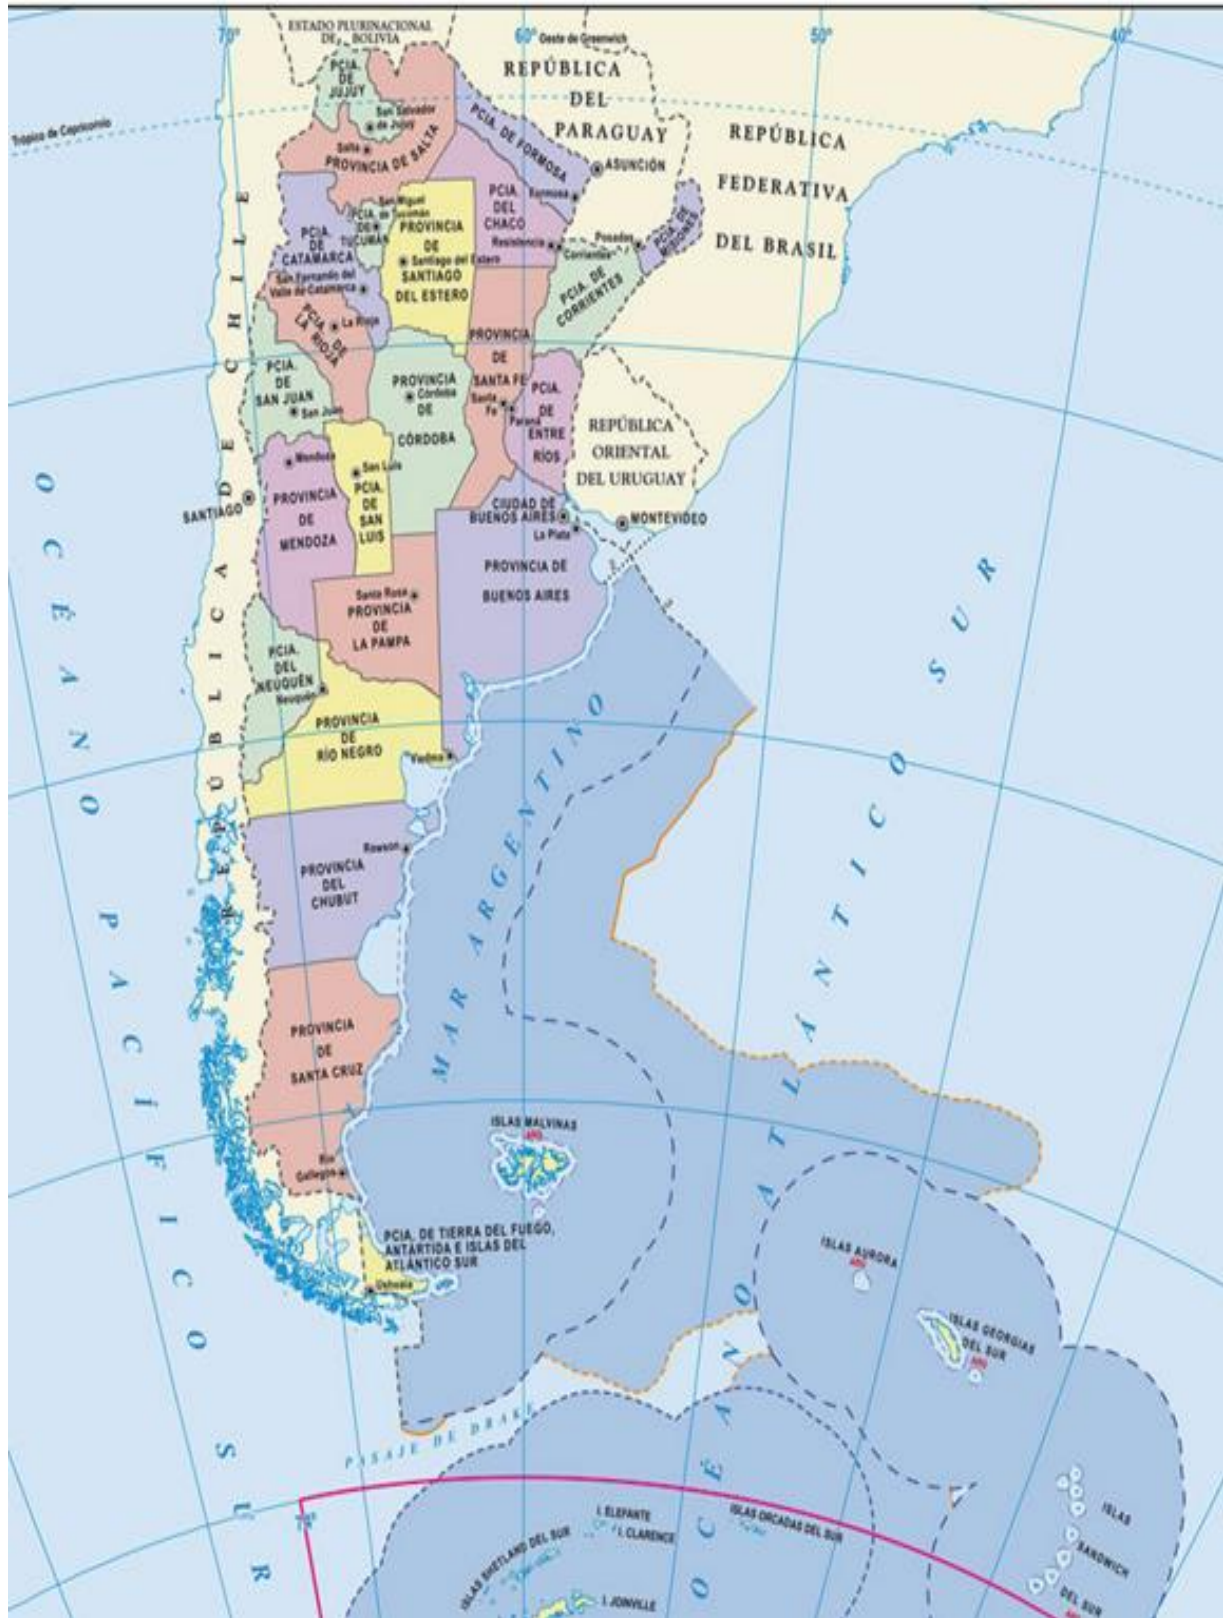 70°
ESTADO PLURINACIONAL
DE BOLIVIA
60°
Oeste de Greenwich
50°
40°
Trópico de Capricornio
REPÚBLICA
DEL
PARAGUAY
ASUNCIÓN
REPÚBLICA
FEDERATIVA
DEL BRASIL
PCIA.
DE
JUJUY
San Salvador
de Jujuy
Salta
PROVINCIA DE SALTA
PCIA. DE FORMOSA
Formosa
PCIA.
DEL
CHACO
Resistencia
Corrientes
Posadas
PCIA. DE
MISIONES
PCIA. DE
CORRIENTES
San Miguel
de Tucumán
PCIA.
DE
TUCUMÁN
PCIA.
DE
CATAMARCA
San Fernando del
Valle de Catamarca
PROVINCIA
DE
Santiago del Estero
SANTIAGO
DEL ESTERO
La Rioja
PCIA. DE
LA RIOJA
PCIA.
DE
SAN JUAN
San Juan
PROVINCIA
Córdoba
DE
CÓRDOBA
PROVINCIA
DE
SANTA FE
Santa
Fe
Paraná
PCIA.
DE
ENTRE
RÍOS
REPÚBLICA
ORIENTAL
DEL URUGUAY
MONTEVIDEO
Mendoza
PROVINCIA
DE
MENDOZA
San Luis
PCIA.
DE
SAN
LUIS
SANTIAGO
REPÚBLICA DE CHILE
CIUDAD DE
BUENOS AIRES
La Plata
PROVINCIA DE
BUENOS AIRES
Santa Rosa
PROVINCIA
DE
LA PAMPA
PCIA.
DEL
NEUQUÉN
Neuquén
PROVINCIA
DE
RÍO NEGRO
Viedma
Rawson
PROVINCIA
DEL
CHUBUT
PROVINCIA
DE
SANTA CRUZ
Río
Gallegos
PCIA. DE TIERRA DEL FUEGO,
ANTÁRTIDA E ISLAS DEL
ATLÁNTICO SUR
Ushuaia
MAR ARGENTINO
OCÉANO PACÍFICO SUR
OCÉANO ATLÁNTICO SUR
ISLAS MALVINAS
ISLAS AURORA
ISLAS GEORGIAS
DEL SUR
PASAJE DE DRAKE
ISLAS ORCADAS DEL SUR
I. ELEFANTE
I. CLARENCE
ISLAS SHETLAND DEL SUR
I. JOINVILLE
ISLAS
SANDWICH
DEL SUR